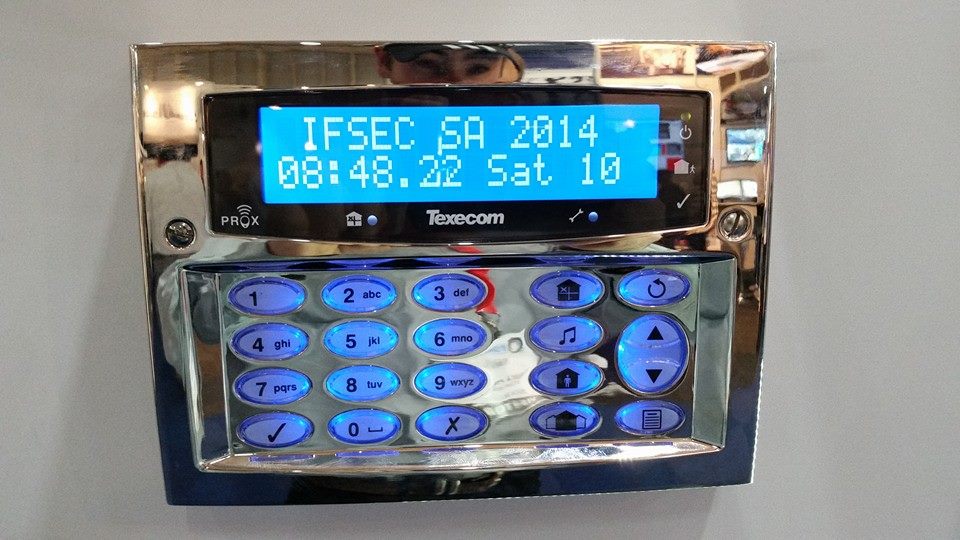 IFSEC SA 2014
08:48.22 Sat 10
PROX
Texecom
1
2 abc
3 def
4 ghi
5 jkl
6 mno
7 pqrs
8 tuv
9 wxyz
0